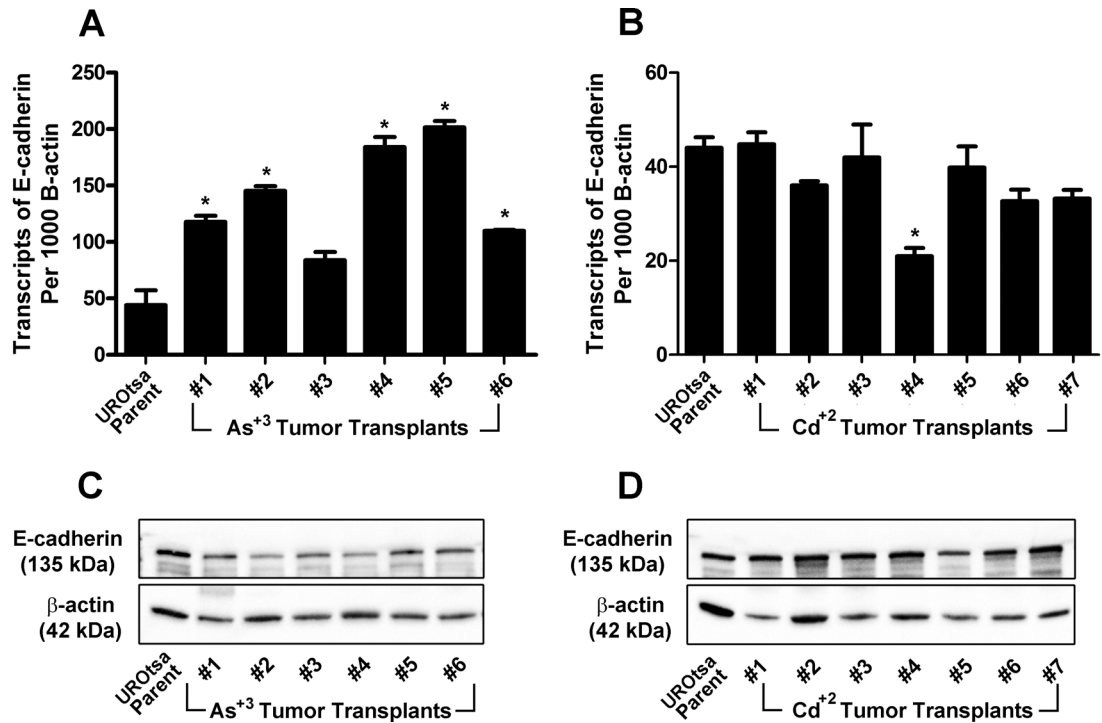 A
Transcripts of E-cadherin
Per 1000 B-actin
250
200
150
100
50
0
*
*
*
*
*
UROtsa
Parent
#1
#2
#3
#4
#5
#6
As+3 Tumor Transplants
B
Transcripts of E-cadherin
Per 1000 B-actin
60
40
20
0
*
UROtsa
Parent
#1
#2
#3
#4
#5
#6
#7
Cd+2 Tumor Transplants
C
E-cadherin
(135 kDa)
β-actin
(42 kDa)
UROtsa
Parent
#1
#2
#3
#4
#5
#6
As+3 Tumor Transplants
D
E-cadherin
(135 kDa)
β-actin
(42 kDa)
UROtsa
Parent
#1
#2
#3
#4
#5
#6
#7
Cd+2 Tumor Transplants